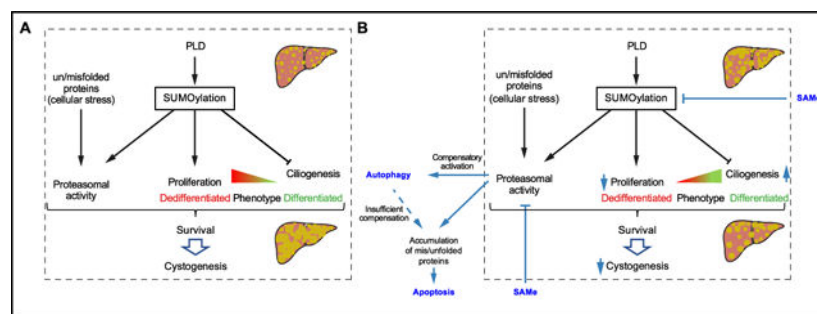 A
PLD
un/misfolded
proteins
(cellular stress)
SUMOylation
Proteasomal
activity
Proliferation
Ciliogenesis
Dedifferentiated Phenotype Differentiated
Survival
Cystogenesis
B
PLD
un/misfolded
proteins
(cellular stress)
SUMOylation
SAMe
Compensatory
activation
Autophagy
Proteasomal
activity
Proliferation
Ciliogenesis
Dedifferentiated Phenotype Differentiated
Insufficient
compensation
Accumulation
of mis/unfolded
proteins
Survival
Cystogenesis
Apoptosis
SAMe